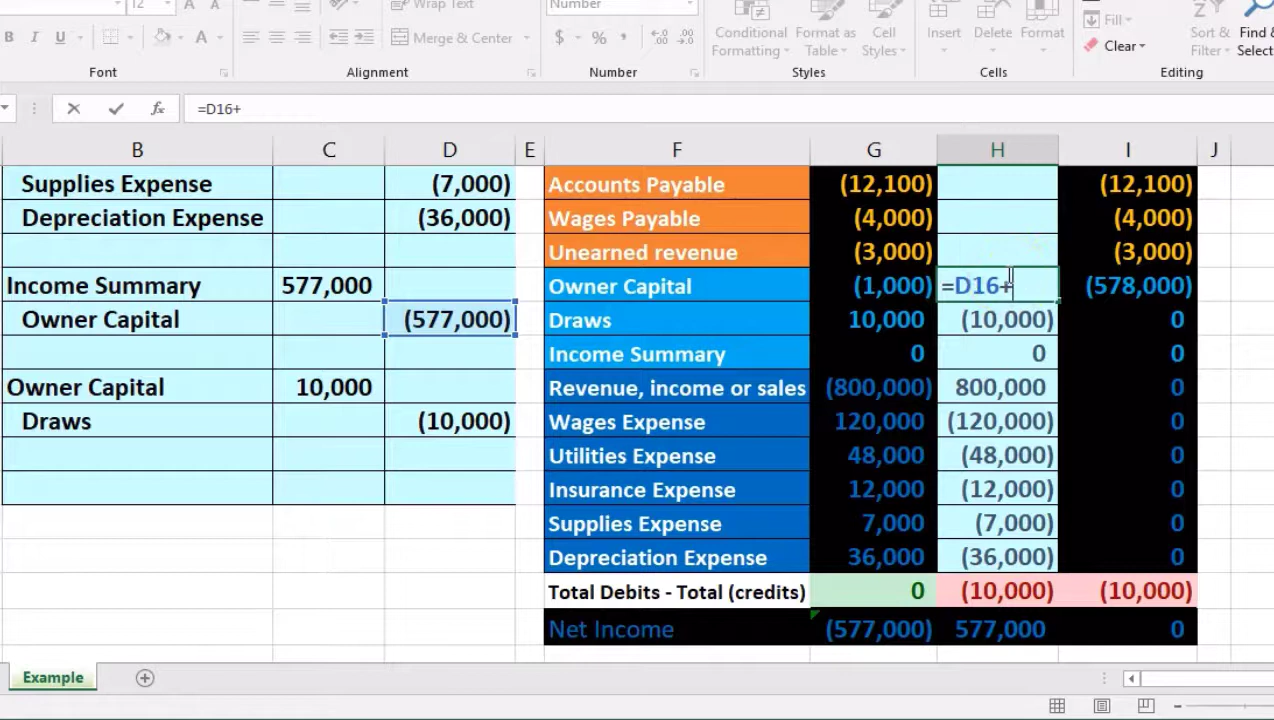 12
Wrap Text
Number
B I U
Merge & Center
$ % ,
Conditional Formatting
Format as Table
Cell Styles
Insert
Delete
Format
Fill
Clear
Sort & Filter
Find & Select
Font
Alignment
Number
Styles
Cells
Editing
fx
=D16+
B C D E F G H I J
Supplies Expense (7,000) Accounts Payable (12,100) (12,100)
Depreciation Expense (36,000) Wages Payable (4,000) (4,000)
Unearned revenue (3,000) (3,000)
Income Summary 577,000 Owner Capital (1,000) =D16+ (578,000)
Owner Capital (577,000) Draws 10,000 (10,000) 0
Income Summary 0 0 0
Owner Capital 10,000 Revenue, income or sales (800,000) 800,000 0
Draws (10,000) Wages Expense 120,000 (120,000) 0
Utilities Expense 48,000 (48,000) 0
Insurance Expense 12,000 (12,000) 0
Supplies Expense 7,000 (7,000) 0
Depreciation Expense 36,000 (36,000) 0
Total Debits - Total (credits) 0 (10,000) (10,000)
Net Income (577,000) 577,000 0
Example